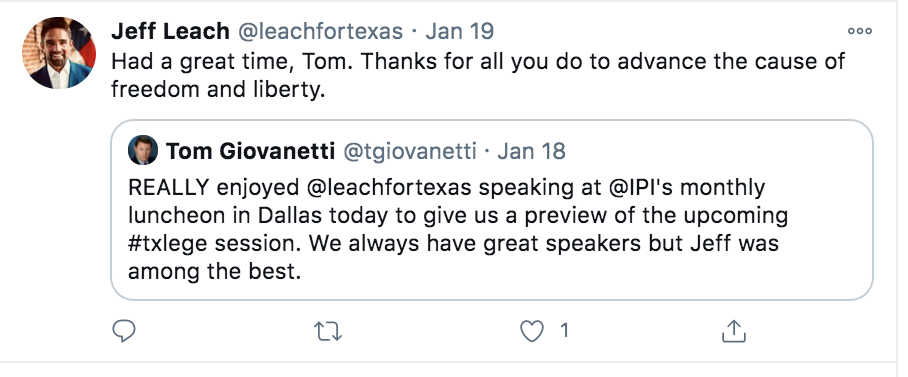 Jeff Leach @leachfortexas · Jan 19
Had a great time, Tom. Thanks for all you do to advance the cause of
freedom and liberty.
Tom Giovanetti @tgiovanetti · Jan 18
REALLY enjoyed @leachfortexas speaking at @IPI's monthly
luncheon in Dallas today to give us a preview of the upcoming
#txlege session. We always have great speakers but Jeff was
among the best.
1